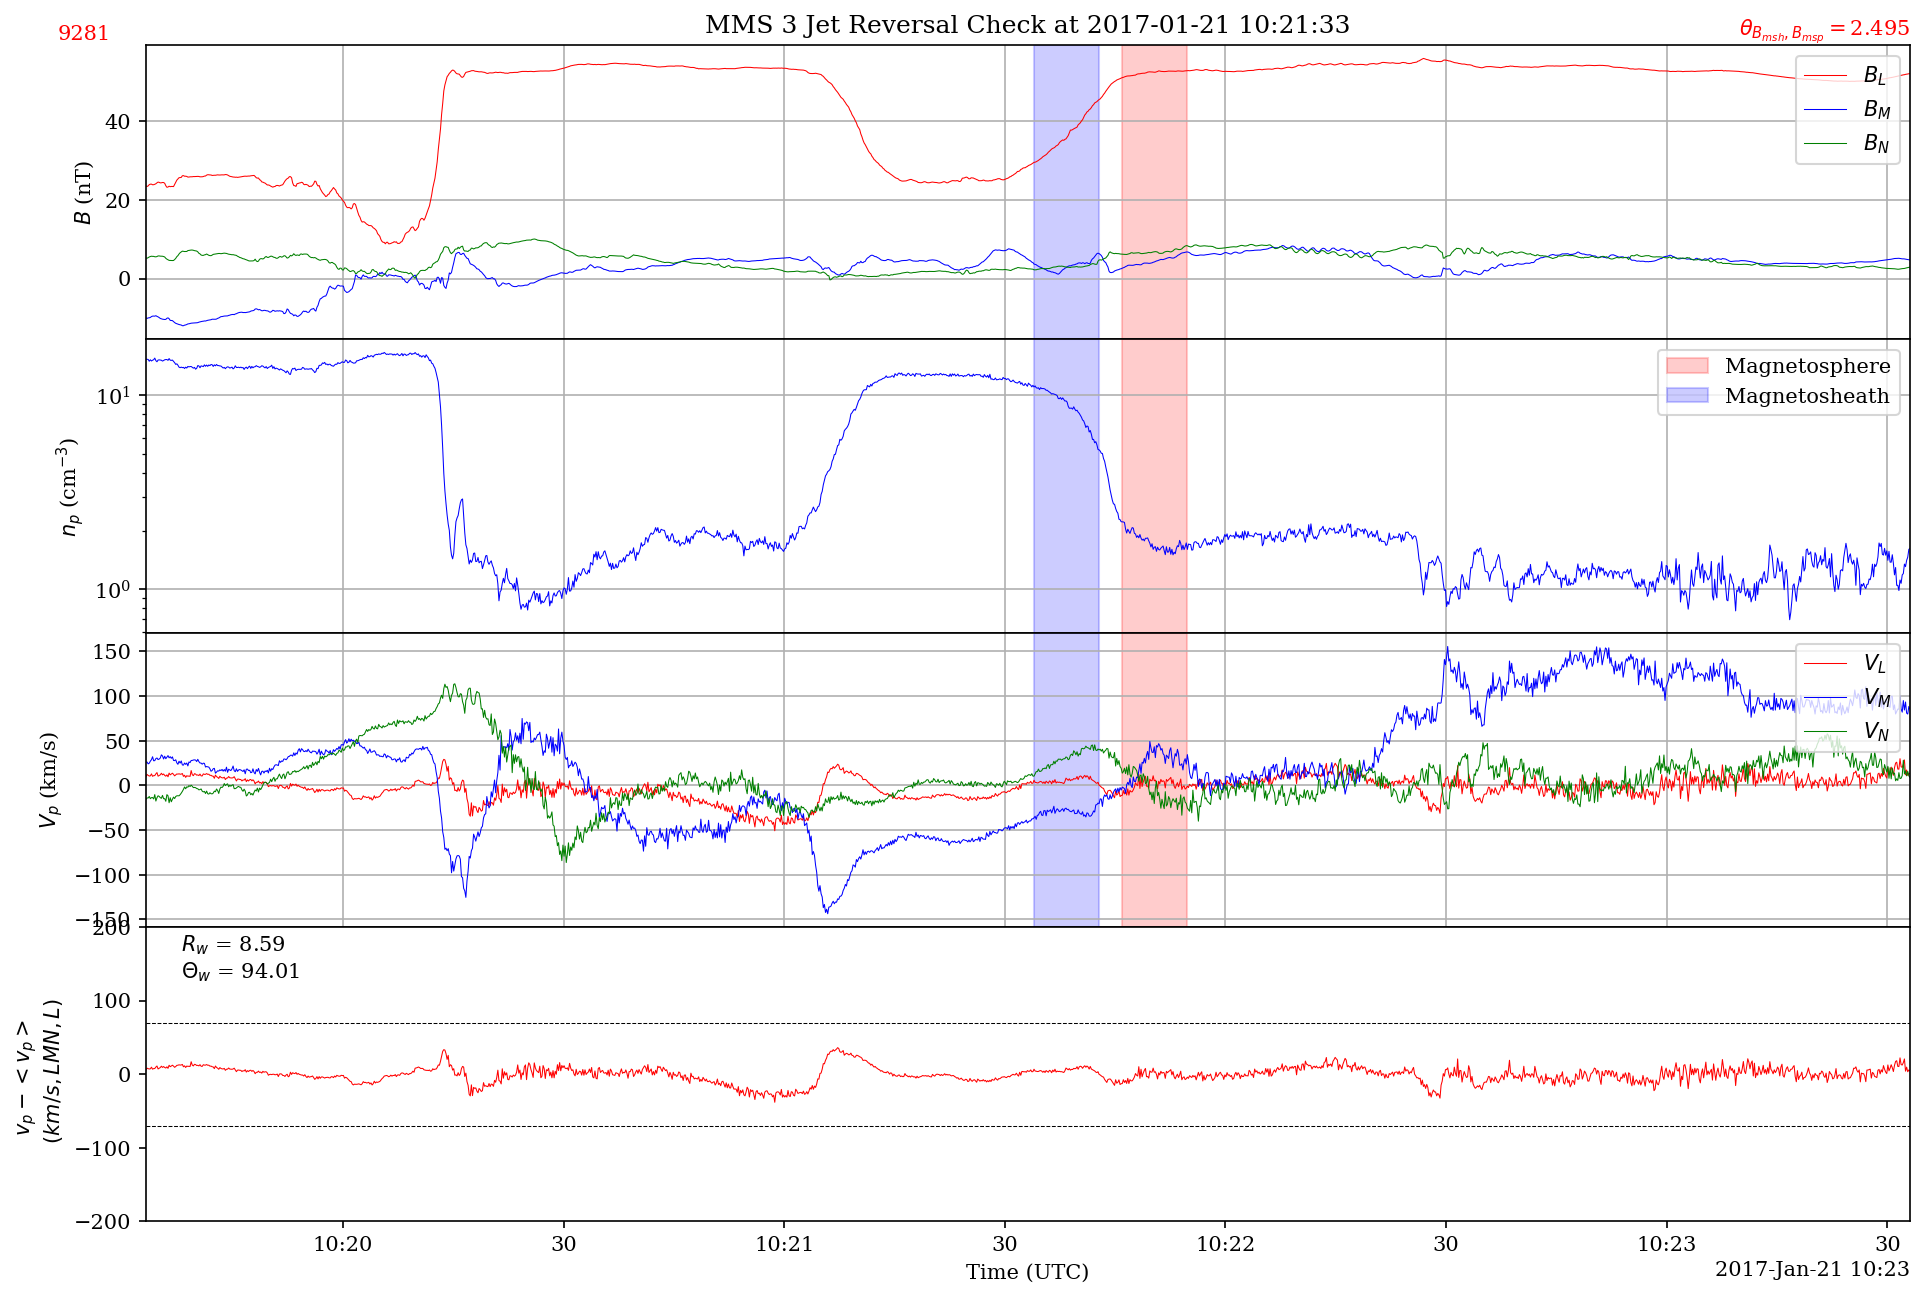 MMS 3 Jet Reversal Check at 2017-01-21 10:21:33
9281
θ_{B_{msh}, B_{msp}} = 2.495
B (nT)
40
20
0
B_L
B_M
B_N
n_p (cm^{-3})
10^1
10^0
Magnetosphere
Magnetosheath
V_p (km/s)
150
100
50
0
−50
−100
−150
V_L
V_M
V_N
v_p − < v_p >
(km/s, LMN, L)
200
100
0
−100
−200
R_w = 8.59
Θ_w = 94.01
10:20 30 10:21 30 10:22 30 10:23 30
Time (UTC)
2017-Jan-21 10:23